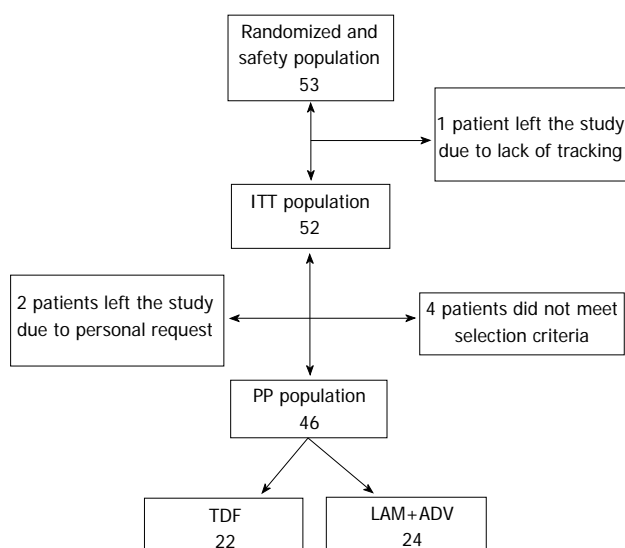 Randomized and
safety population
53
1 patient left the study
due to lack of tracking
ITT population
52
2 patients left the study
due to personal request
4 patients did not meet
selection criteria
PP population
46
TDF
22
LAM+ADV
24